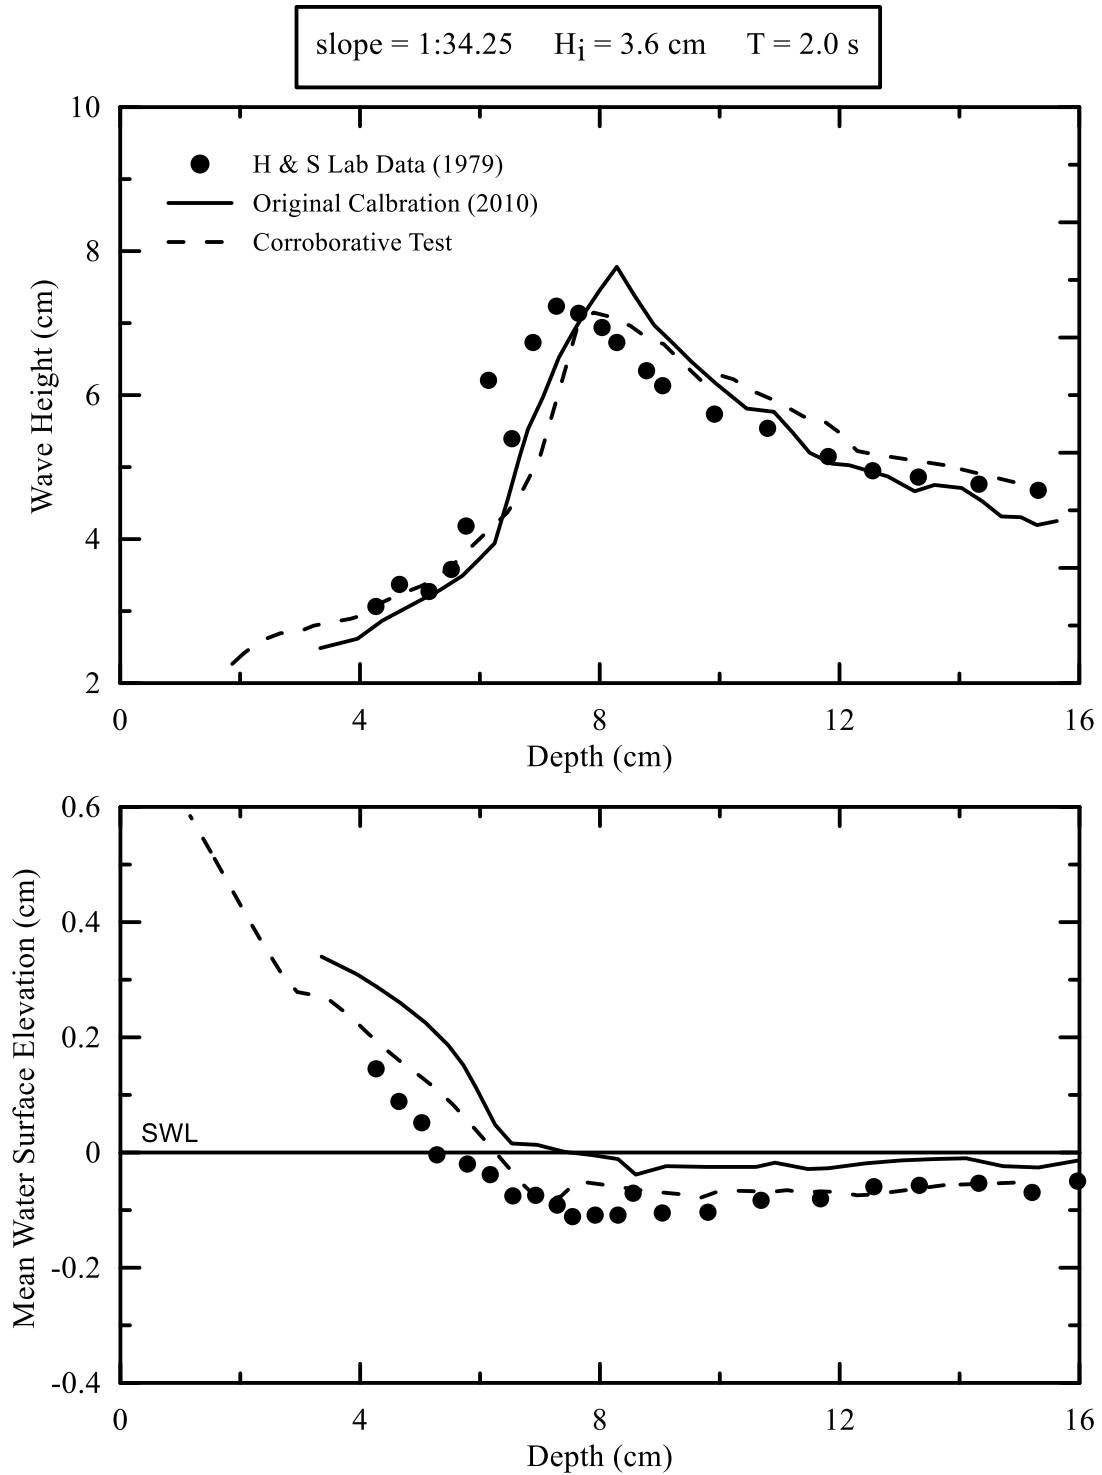 slope = 1:34.25 Hi = 3.6 cm T = 2.0 s
10
H & S Lab Data (1979)
Original Calbration (2010)
Corroborative Test
8
6
4
2
Wave Height (cm)
0 4 8 12 16
Depth (cm)
0.6
0.4
0.2
SWL
0
-0.2
-0.4
Mean Water Surface Elevation (cm)
0 4 8 12 16
Depth (cm)